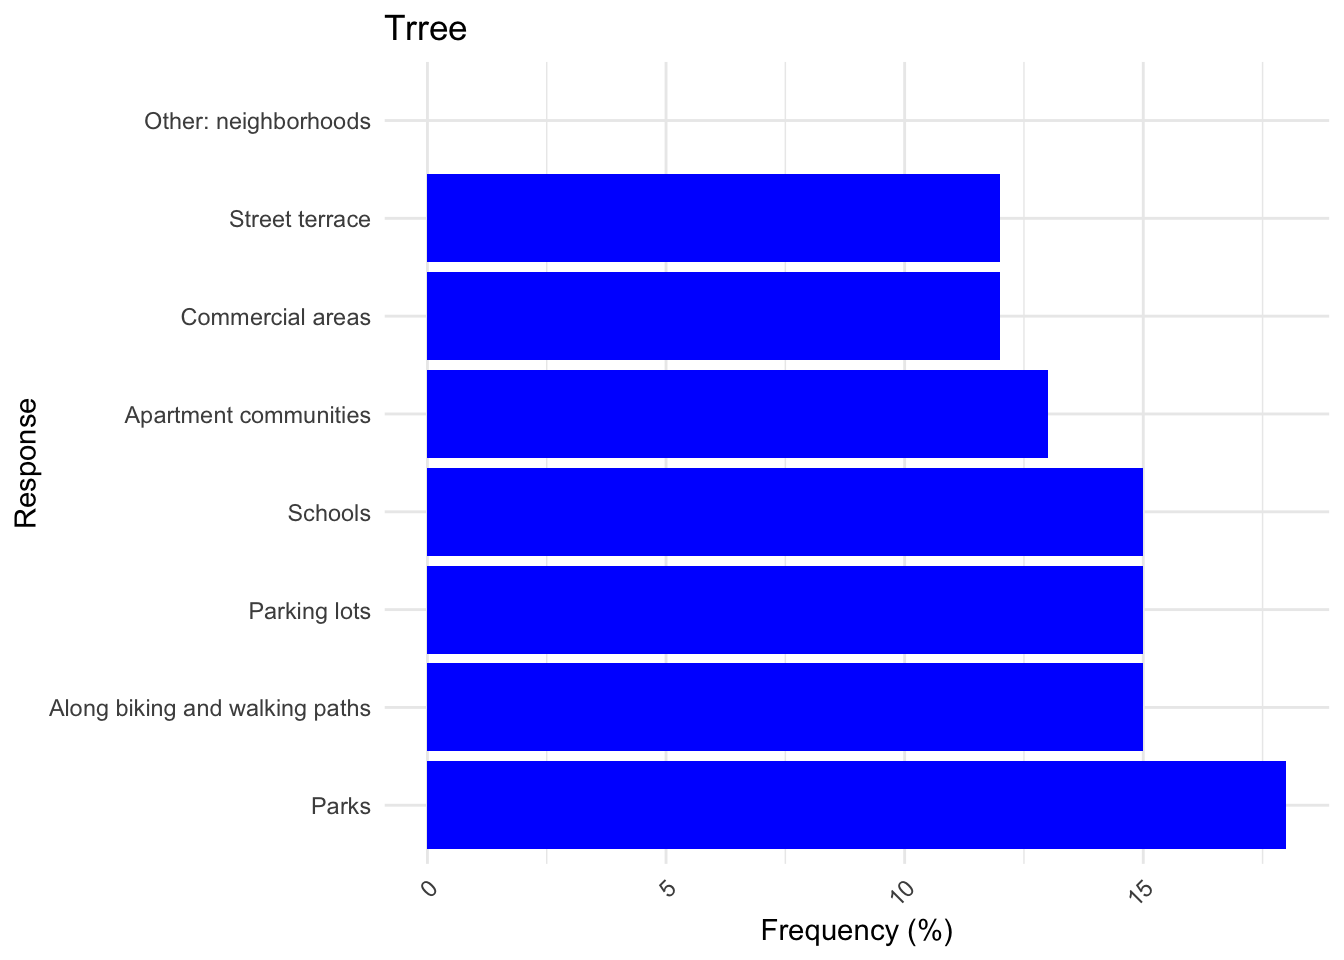 Trree
Other: neighborhoods
Street terrace
Commercial areas
Apartment communities
Schools
Parking lots
Along biking and walking paths
Parks
Response
0
5
10
15
Frequency (%)